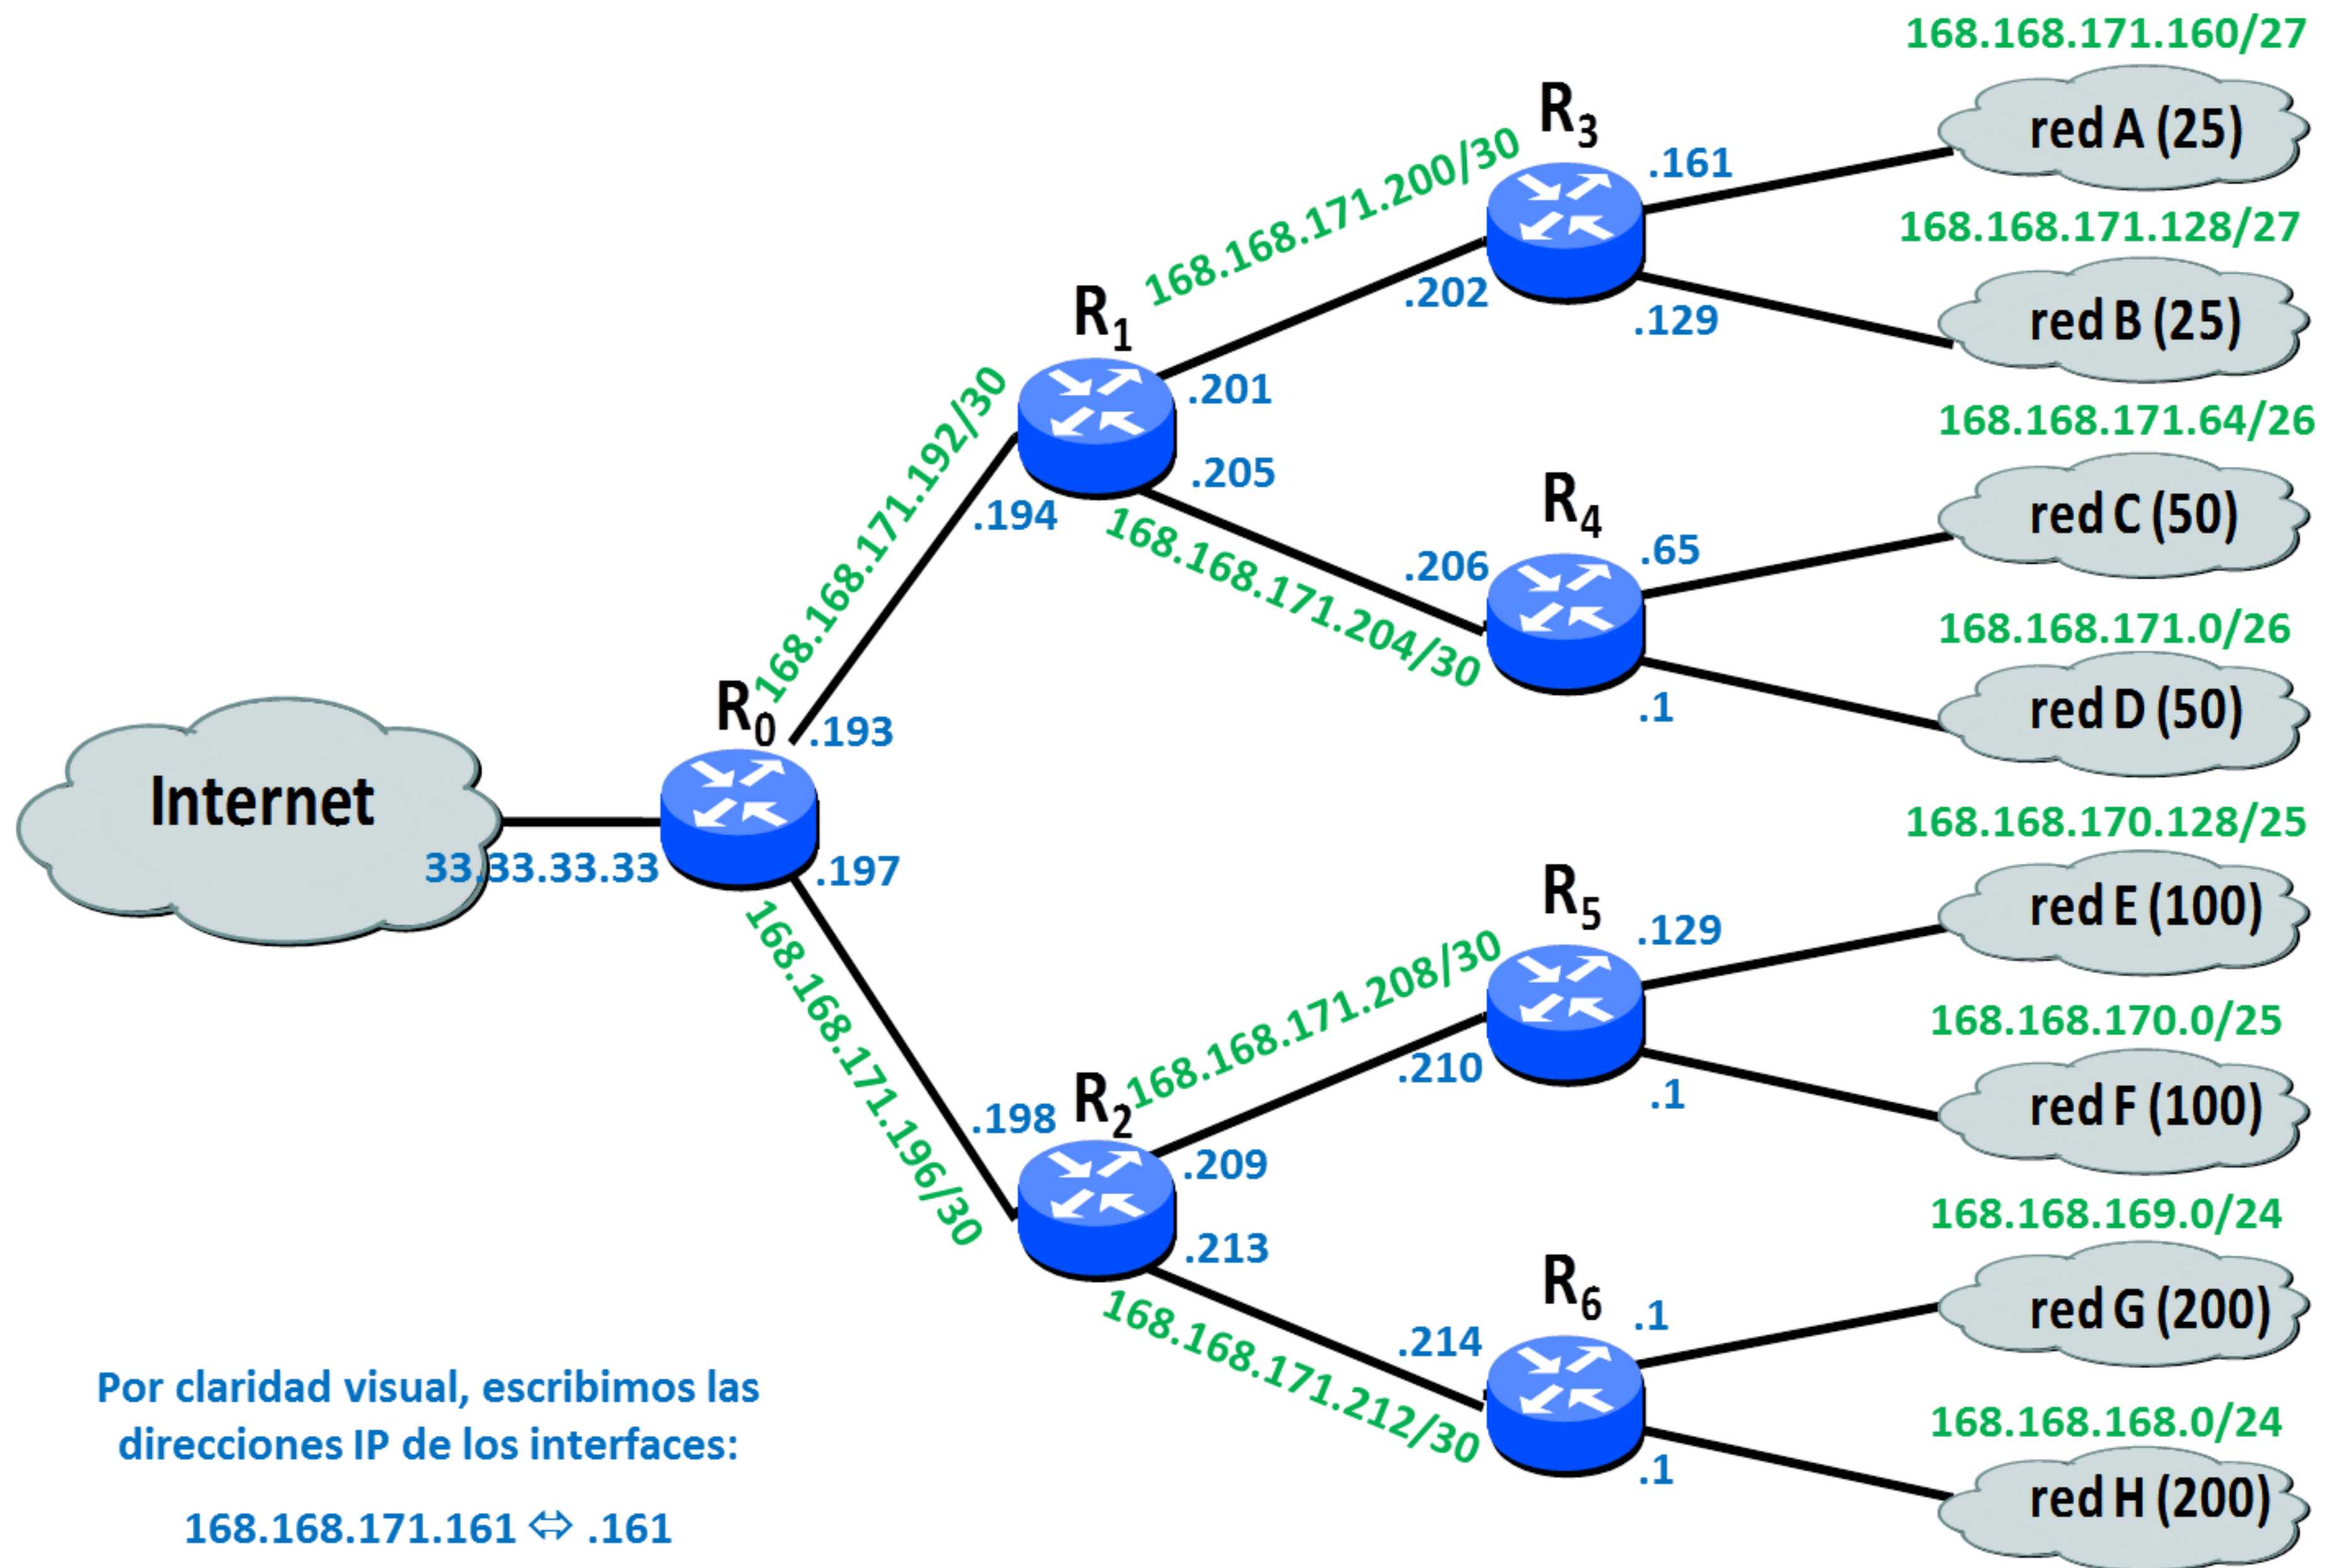 168.168.171.160/27
red A (25)
R3
.161
168.168.171.200/30
168.168.171.128/27
red B (25)
.202
.129
R1
.201
168.168.171.192/30
.205
.194
168.168.171.64/26
red C (50)
R4
.65
.206
168.168.171.204/30
168.168.171.0/26
red D (50)
.1
R0
.193
Internet
33.33.33.33
.197
168.168.170.128/25
red E (100)
R5
.129
168.168.171.208/30
168.168.170.0/25
red F (100)
.210
.1
168.168.171.196/30
R2
.198
.209
.213
168.168.169.0/24
red G (200)
R6
.1
.214
168.168.171.212/30
168.168.168.0/24
red H (200)
.1
Por claridad visual, escribimos las
direcciones IP de los interfaces:
168.168.171.161 ⇔ .161